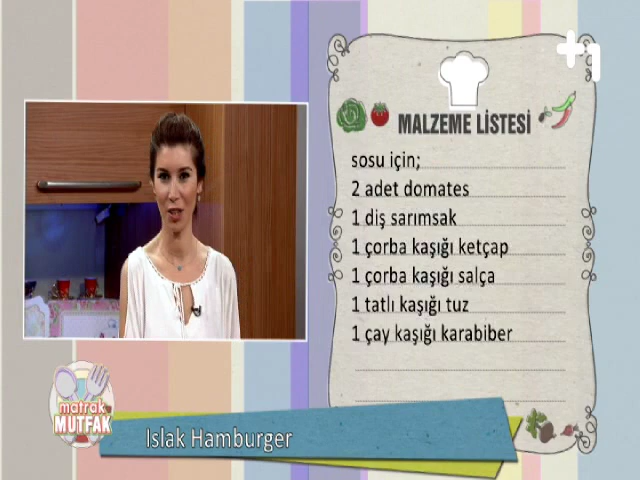 +1
MALZEME LİSTESİ
sosu için;
2 adet domates
1 diş sarımsak
1 çorba kaşığı ketçap
1 çorba kaşığı salça
1 tatlı kaşığı tuz
1 çay kaşığı karabiber
matrak
MUTFAK
Islak Hamburger